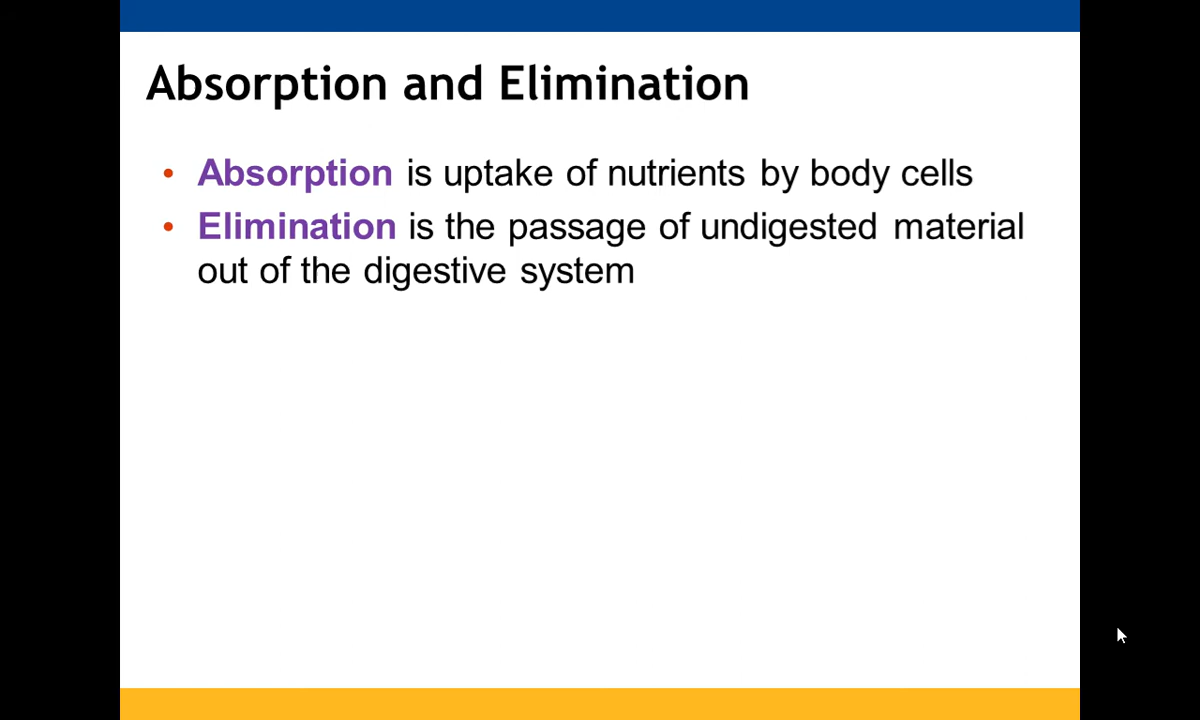 Absorption and Elimination
• Absorption is uptake of nutrients by body cells
• Elimination is the passage of undigested material
out of the digestive system